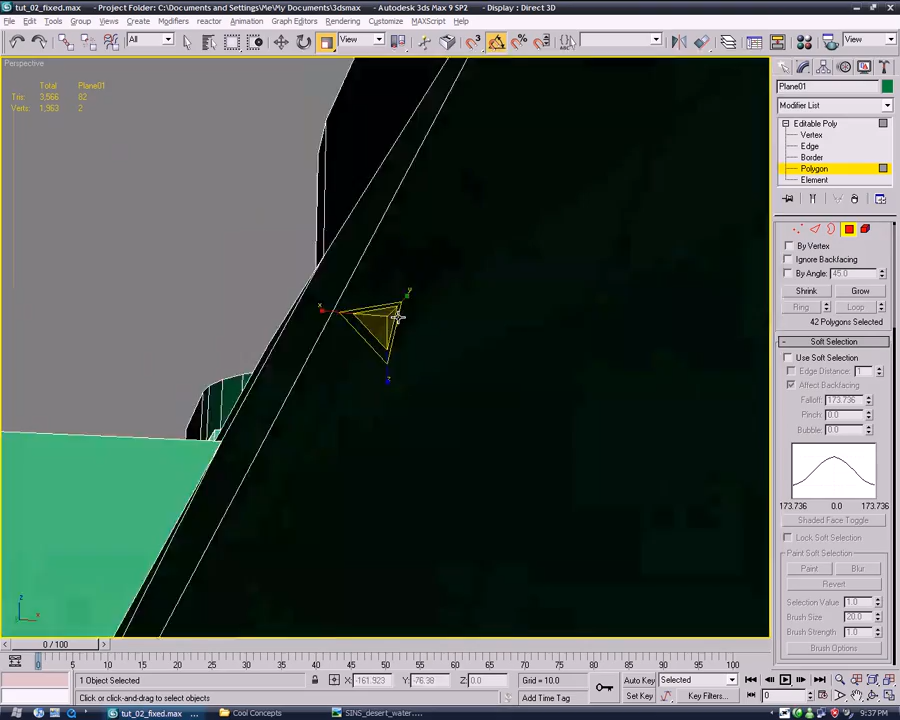 tut_02_fixed.max - Project Folder: C:\Documents and Settings\Me\My Documents\3dsmax - Autodesk 3ds Max 9 SP2 - Display : Direct 3D
File Edit Tools Group Views Create Modifiers reactor Animation Graph Editors Rendering Customize MAXScript Help
All View 3 View
Perspective
Total Plane01
Tris: 3,566 82
Verts: 1,963 2
x y z
z x
Plane01
Modifier List
Editable Poly
Vertex
Edge
Border
Polygon
Element
By Vertex
Ignore Backfacing
By Angle: 45.0
Shrink Grow
Ring Loop
42 Polygons Selected
- Soft Selection
Use Soft Selection
Edge Distance: 1
Affect Backfacing
Falloff: 173.736
Pinch: 0.0
Bubble: 0.0
173.736 0.0 173.736
Shaded Face Toggle
Lock Soft Selection
Paint Soft Selection
Paint Blur
Revert
Selection Value 1.0
Brush Size 20.0
Brush Strength 1.0
Brush Options
0 / 100
0 5 10 15 20 25 30 35 40 45 50 55 60 65 70 75 80 85 90 95 100
1 Object Selected X: -161.923 Y: -76.38 Z: 0.0 Grid = 10.0 Auto Key Selected
Click or click-and-drag to select objects Add Time Tag Set Key Key Filters... 0
start tut_02_fixed.max ... Cool Concepts SINS_desert_water.... 9:37 PM